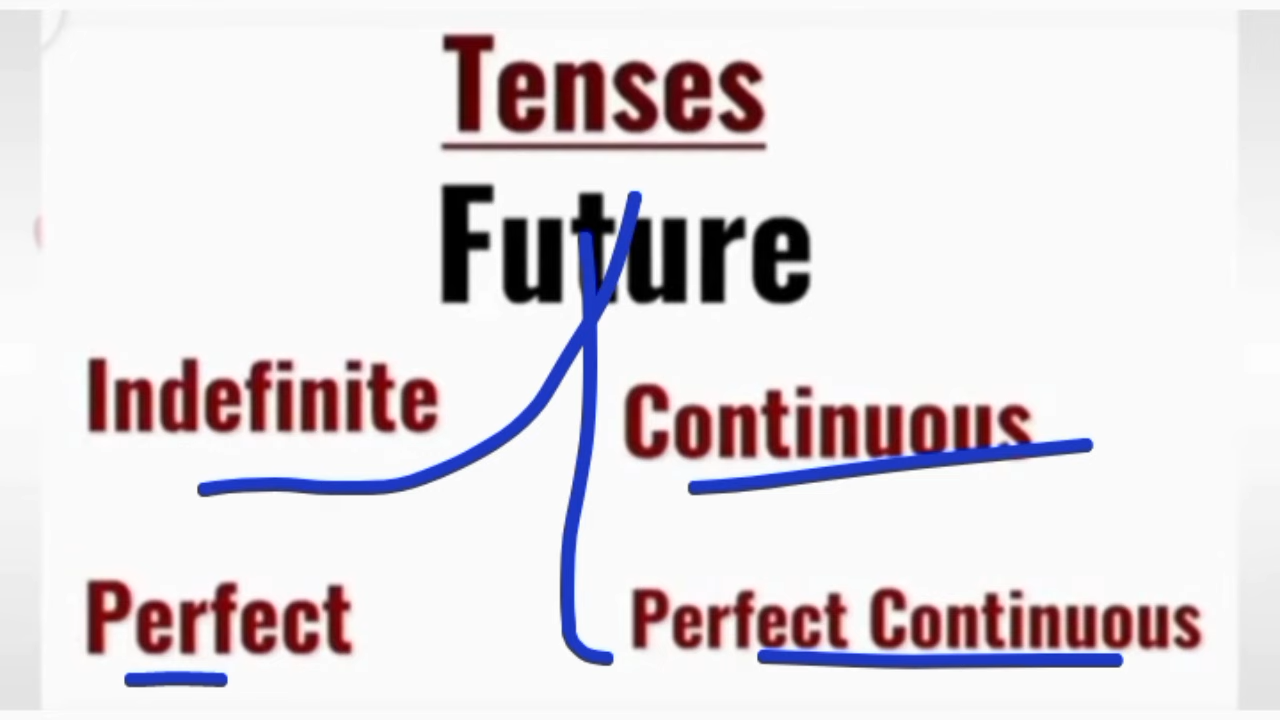 Tenses
Future
Indefinite
Continuous
Perfect
Perfect Continuous